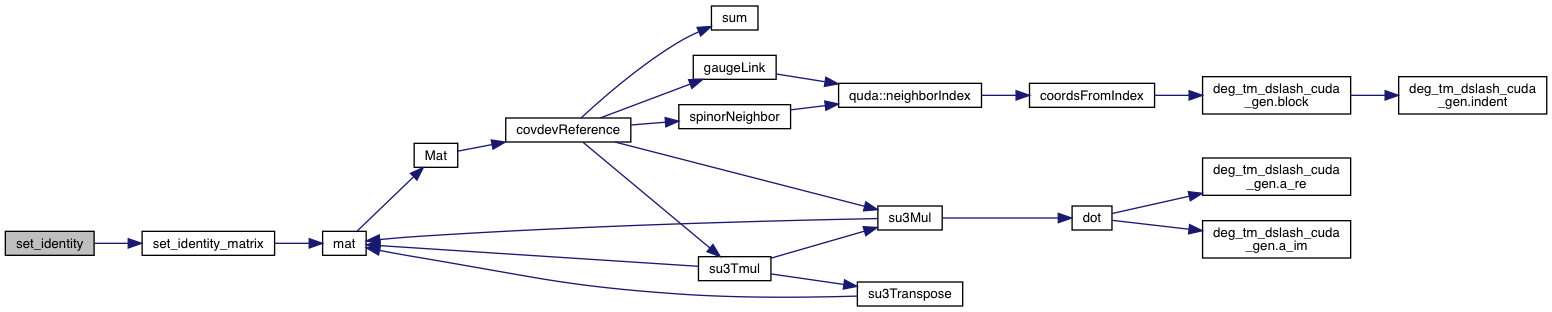 set_identity
set_identity_matrix
mat
Mat
covdevReference
sum
gaugeLink
spinorNeighbor
quda::neighborIndex
coordsFromIndex
deg_tm_dslash_cuda
_gen.block
deg_tm_dslash_cuda
_gen.indent
su3Mul
dot
deg_tm_dslash_cuda
_gen.a_re
deg_tm_dslash_cuda
_gen.a_im
su3Tmul
su3Transpose